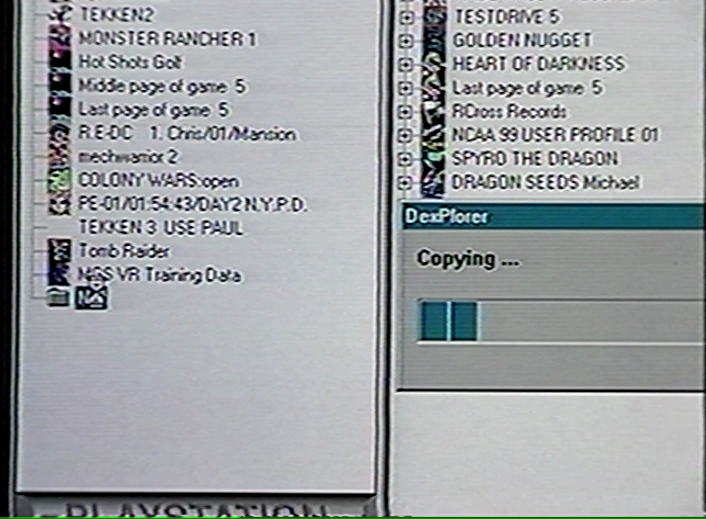 TEKKEN2
MONSTER RANCHER 1
Hot Shots Golf
Middle page of game 5
Last page of game 5
R.E-DC 1. Chris/01/Mansion
mechwarrior 2
COLONY WARS:open
PE-01/01:54:43/DAY2 N.Y.P.D.
TEKKEN 3 USE PAUL
Tomb Raider
MGS VR Training Data
PLAYSTATION
TESTDRIVE 5
GOLDEN NUGGET
HEART OF DARKNESS
Last page of game 5
RCross Records
NCAA 99 USER PROFILE 01
SPYRO THE DRAGON
DRAGON SEEDS Michael
DexPlorer
Copying ...